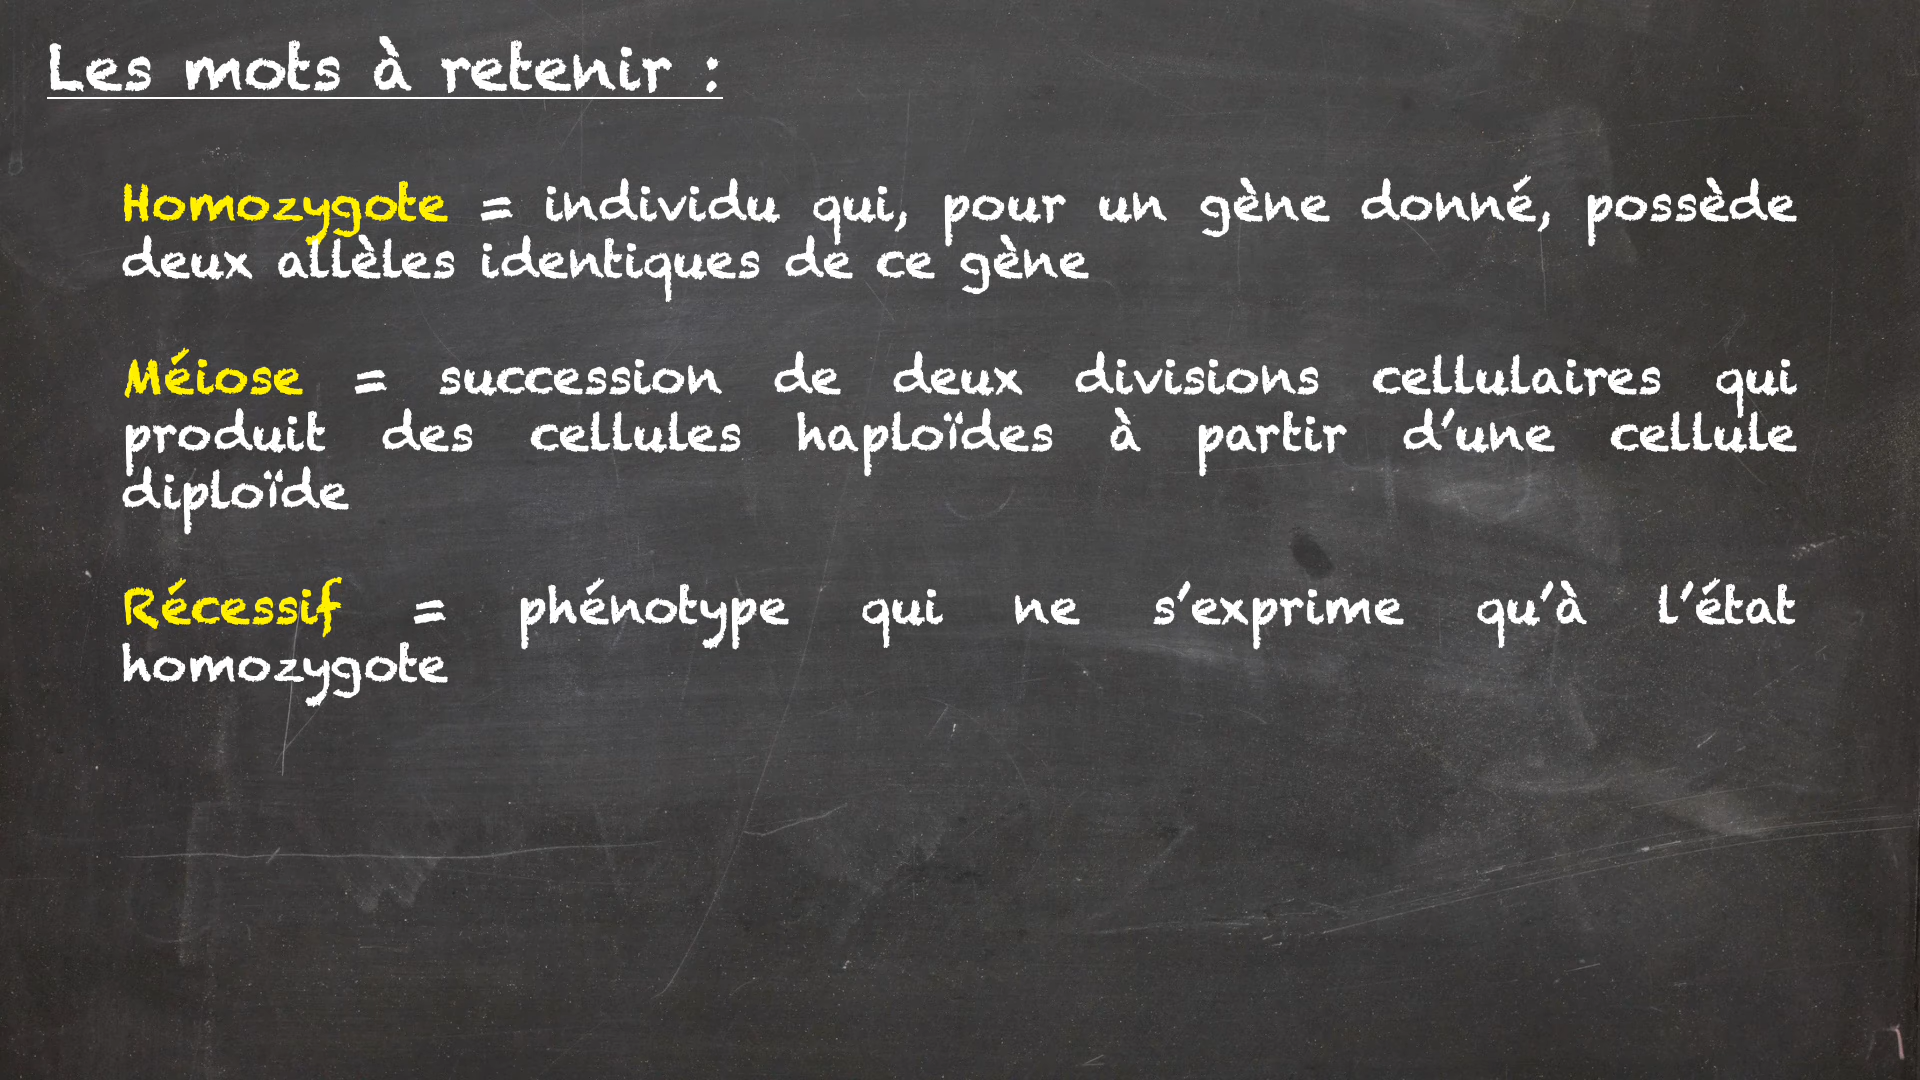 Les mots à retenir :
Homozygote = individu qui, pour un gène donné, possède
deux allèles identiques de ce gène
Méiose = succession de deux divisions cellulaires qui
produit des cellules haploïdes à partir d'une cellule
diploïde
Récessif = phénotype qui ne s'exprime qu'à l'état
homozygote